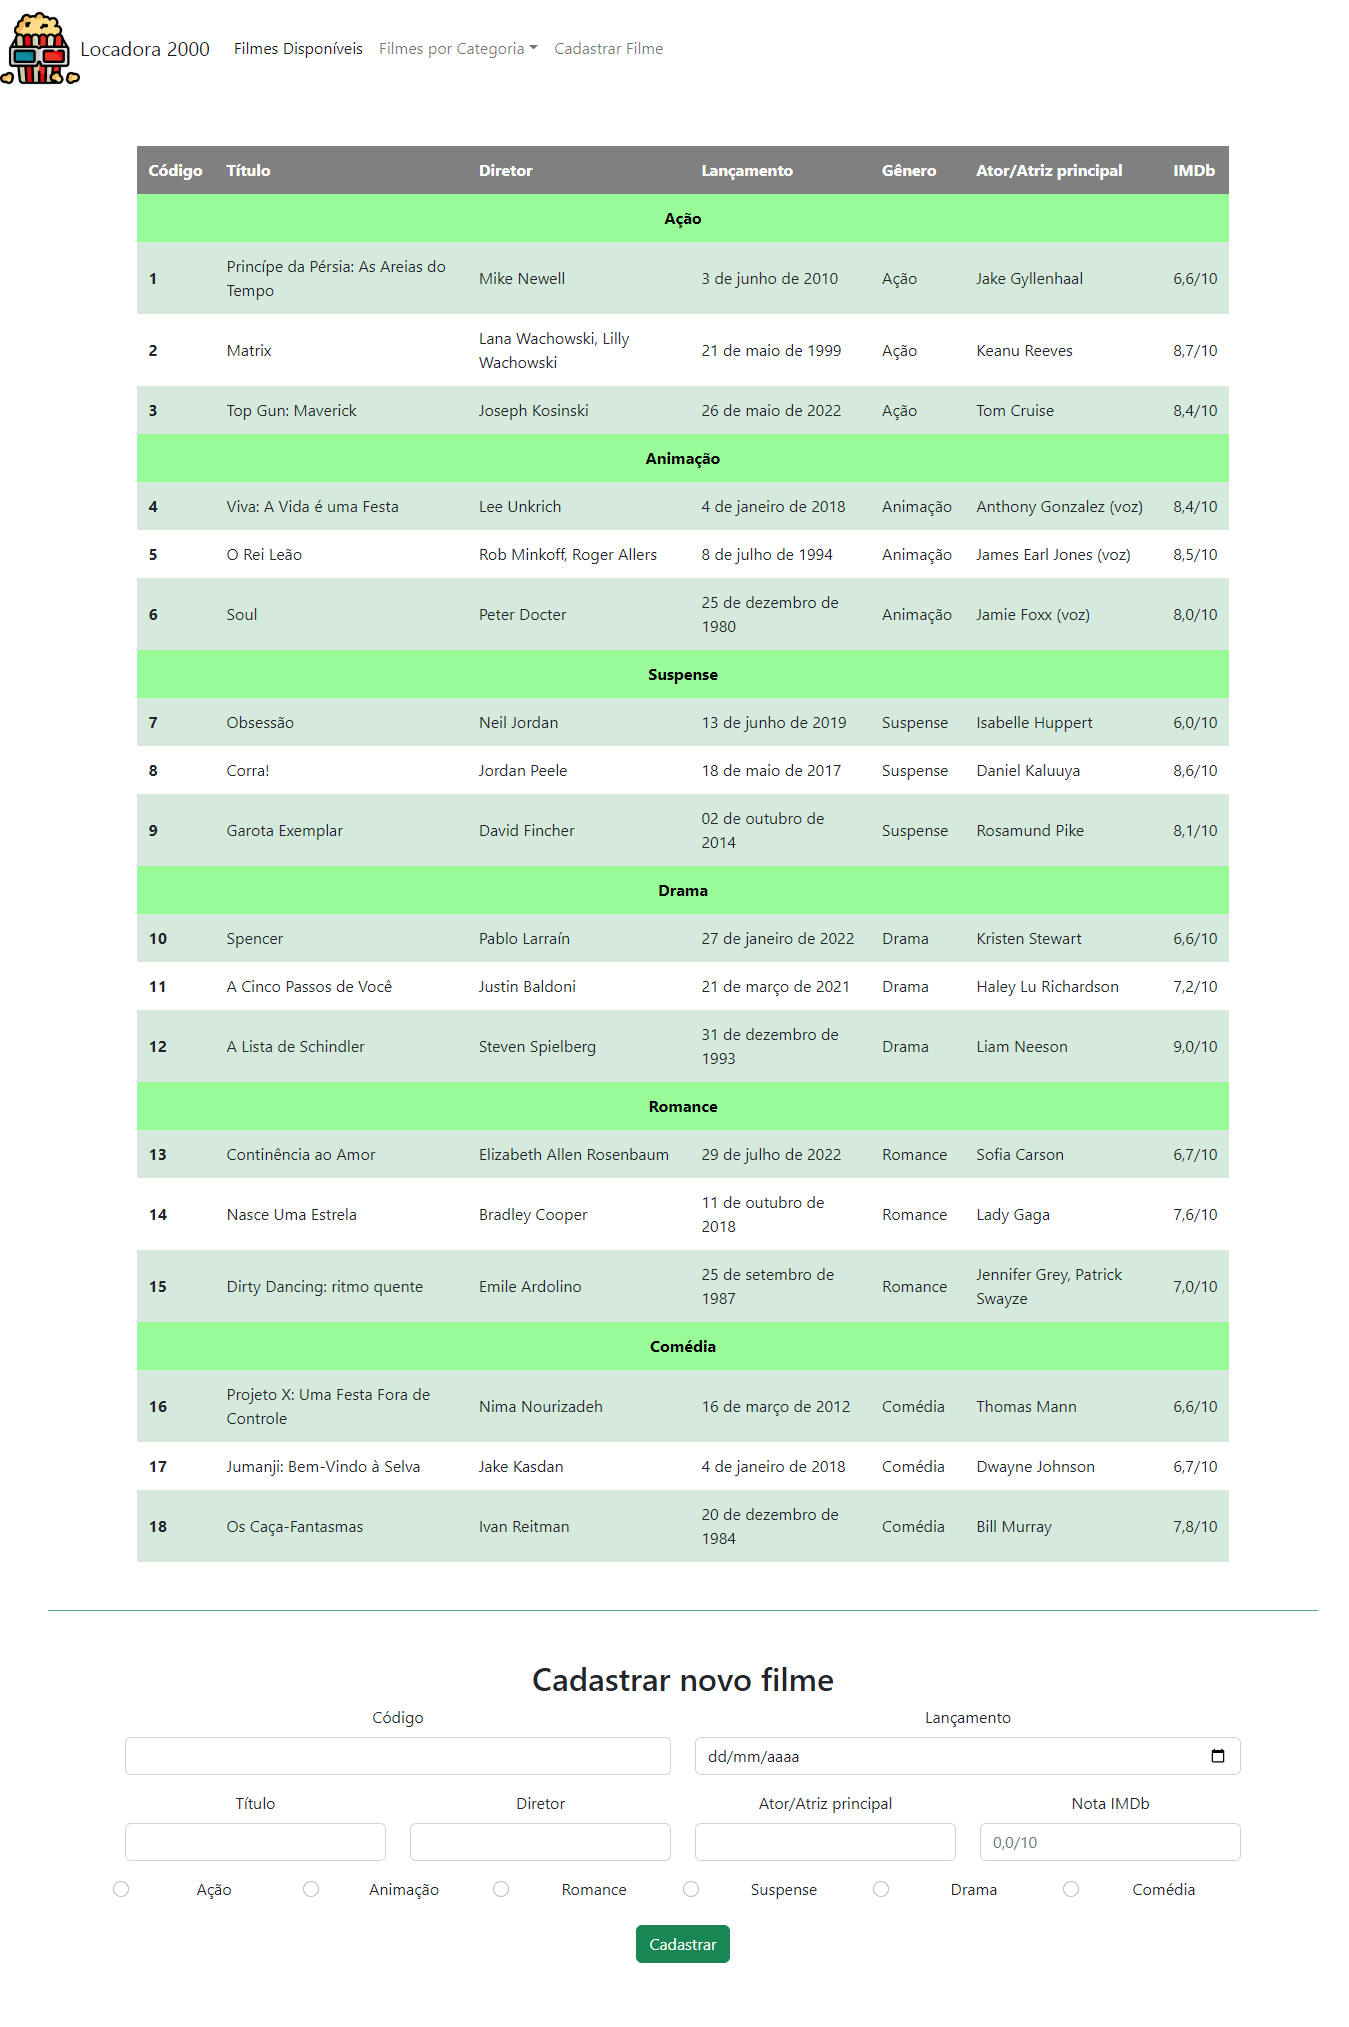 Locadora 2000 Filmes Disponíveis Filmes por Categoria Cadastrar Filme
Código Título Diretor Lançamento Gênero Ator/Atriz principal IMDb
Ação
1 Princípe da Pérsia: As Areias do Tempo Mike Newell 3 de junho de 2010 Ação Jake Gyllenhaal 6,6/10
2 Matrix Lana Wachowski, Lilly Wachowski 21 de maio de 1999 Ação Keanu Reeves 8,7/10
3 Top Gun: Maverick Joseph Kosinski 26 de maio de 2022 Ação Tom Cruise 8,4/10
Animação
4 Viva: A Vida é uma Festa Lee Unkrich 4 de janeiro de 2018 Animação Anthony Gonzalez (voz) 8,4/10
5 O Rei Leão Rob Minkoff, Roger Allers 8 de julho de 1994 Animação James Earl Jones (voz) 8,5/10
6 Soul Peter Docter 25 de dezembro de 1980 Animação Jamie Foxx (voz) 8,0/10
Suspense
7 Obsessão Neil Jordan 13 de junho de 2019 Suspense Isabelle Huppert 6,0/10
8 Corra! Jordan Peele 18 de maio de 2017 Suspense Daniel Kaluuya 8,6/10
9 Garota Exemplar David Fincher 02 de outubro de 2014 Suspense Rosamund Pike 8,1/10
Drama
10 Spencer Pablo Larraín 27 de janeiro de 2022 Drama Kristen Stewart 6,6/10
11 A Cinco Passos de Você Justin Baldoni 21 de março de 2021 Drama Haley Lu Richardson 7,2/10
12 A Lista de Schindler Steven Spielberg 31 de dezembro de 1993 Drama Liam Neeson 9,0/10
Romance
13 Continência ao Amor Elizabeth Allen Rosenbaum 29 de julho de 2022 Romance Sofia Carson 6,7/10
14 Nasce Uma Estrela Bradley Cooper 11 de outubro de 2018 Romance Lady Gaga 7,6/10
15 Dirty Dancing: ritmo quente Emile Ardolino 25 de setembro de 1987 Romance Jennifer Grey, Patrick Swayze 7,0/10
Comédia
16 Projeto X: Uma Festa Fora de Controle Nima Nourizadeh 16 de março de 2012 Comédia Thomas Mann 6,6/10
17 Jumanji: Bem-Vindo à Selva Jake Kasdan 4 de janeiro de 2018 Comédia Dwayne Johnson 6,7/10
18 Os Caça-Fantasmas Ivan Reitman 20 de dezembro de 1984 Comédia Bill Murray 7,8/10
Cadastrar novo filme
Código Lançamento
dd/mm/aaaa
Título Diretor Ator/Atriz principal Nota IMDb
0,0/10
Ação Animação Romance Suspense Drama Comédia
Cadastrar